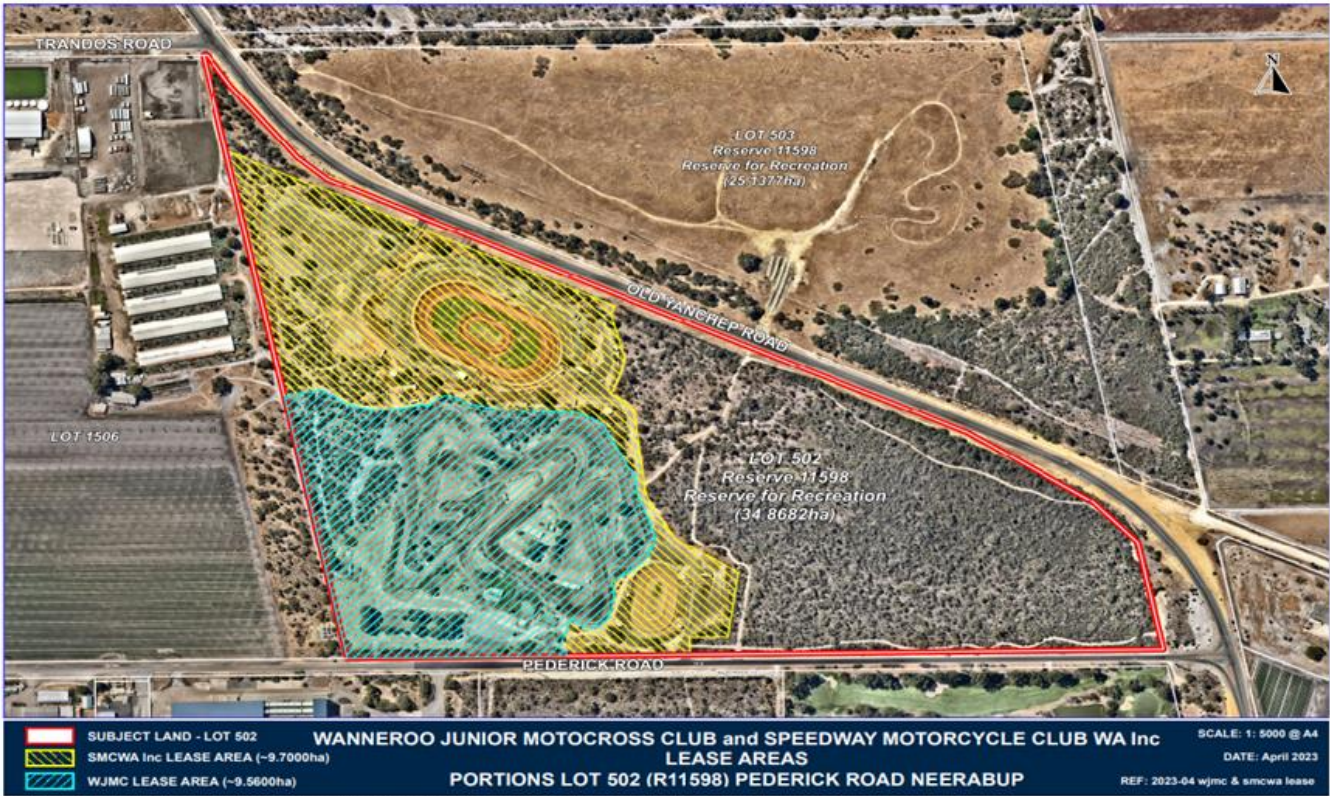 TRANDOS ROAD
N
LOT 503
Reserve 11598
Reserve for Recreation
(25.1377ha)
OLD YANCHEP ROAD
LOT 1506
LOT 502
Reserve 11598
Reserve for Recreation
(34.8682ha)
PEDERICK ROAD
SUBJECT LAND - LOT 502
SMCWA Inc LEASE AREA (~9.7000ha)
WJMC LEASE AREA (~9.5600ha)
WANNEROO JUNIOR MOTOCROSS CLUB and SPEEDWAY MOTORCYCLE CLUB WA Inc
LEASE AREAS
PORTIONS LOT 502 (R11598) PEDERICK ROAD NEERABUP
SCALE: 1: 5000 @ A4
DATE: April 2023
REF: 2023-04 wjmc & smcwa lease